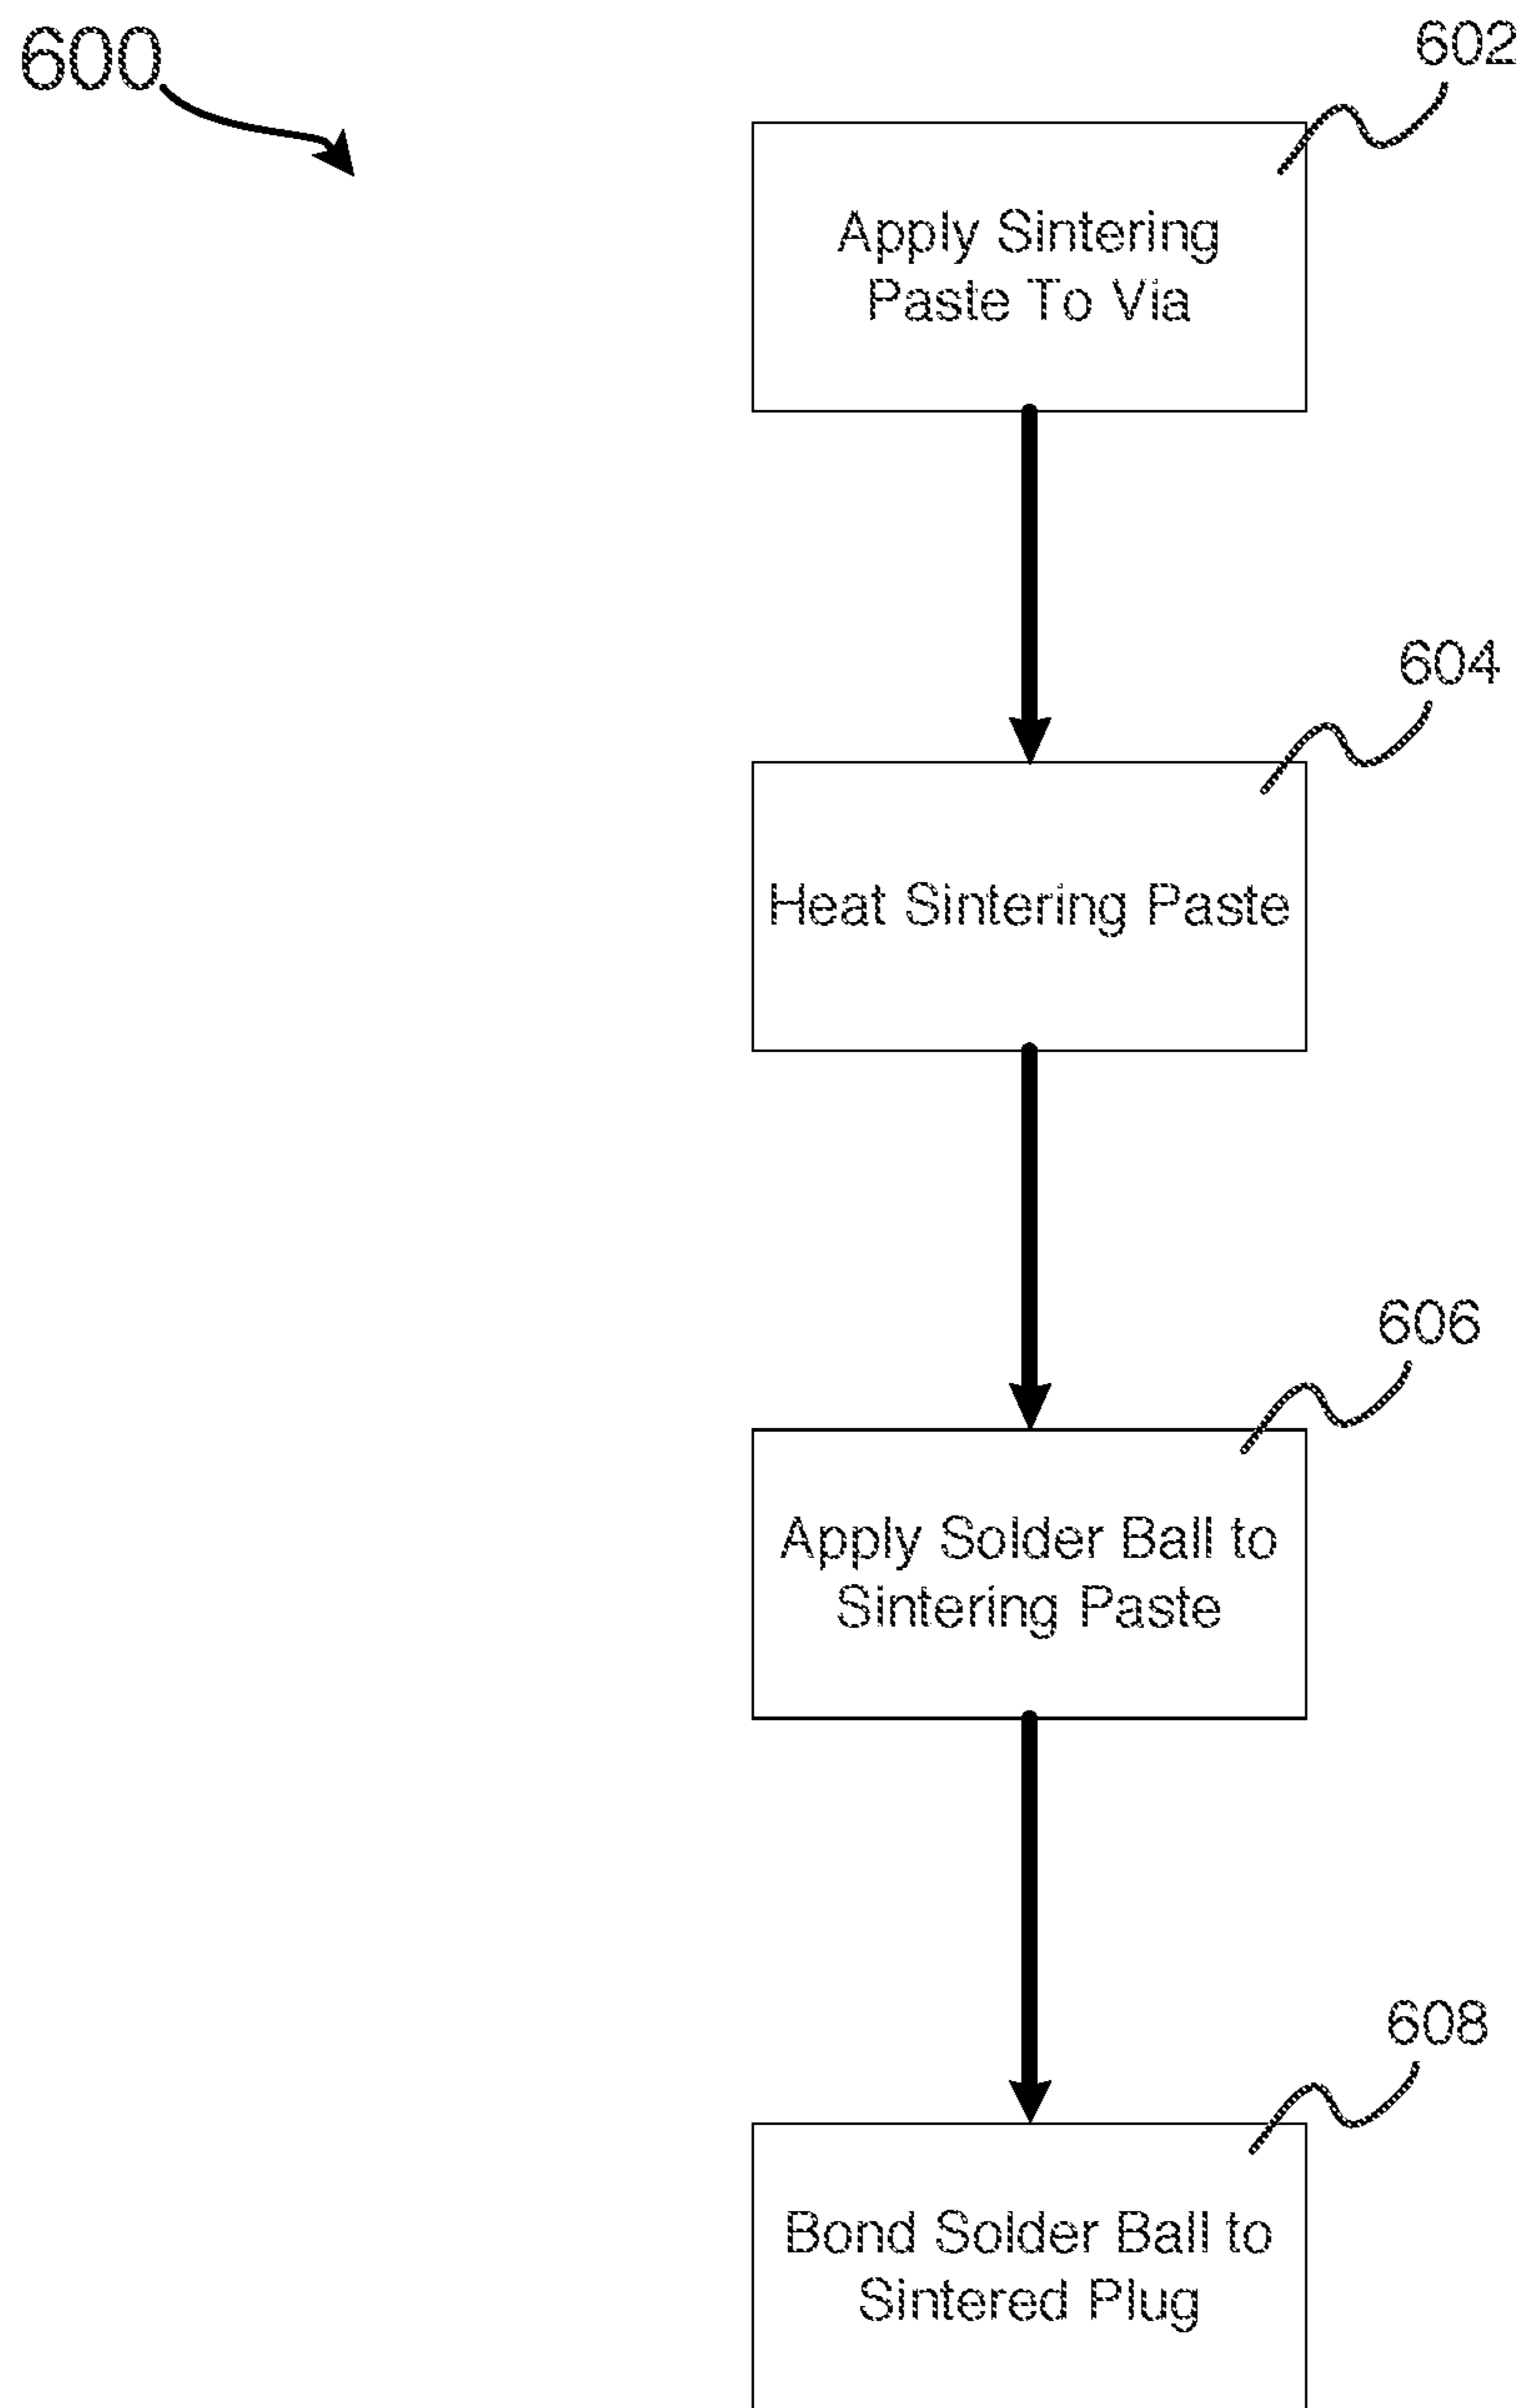 600
602
Apply Sintering
Paste To Via
604
Heat Sintering Paste
606
Apply Solder Ball to
Sintering Paste
608
Bond Solder Ball to
Sintered Plug